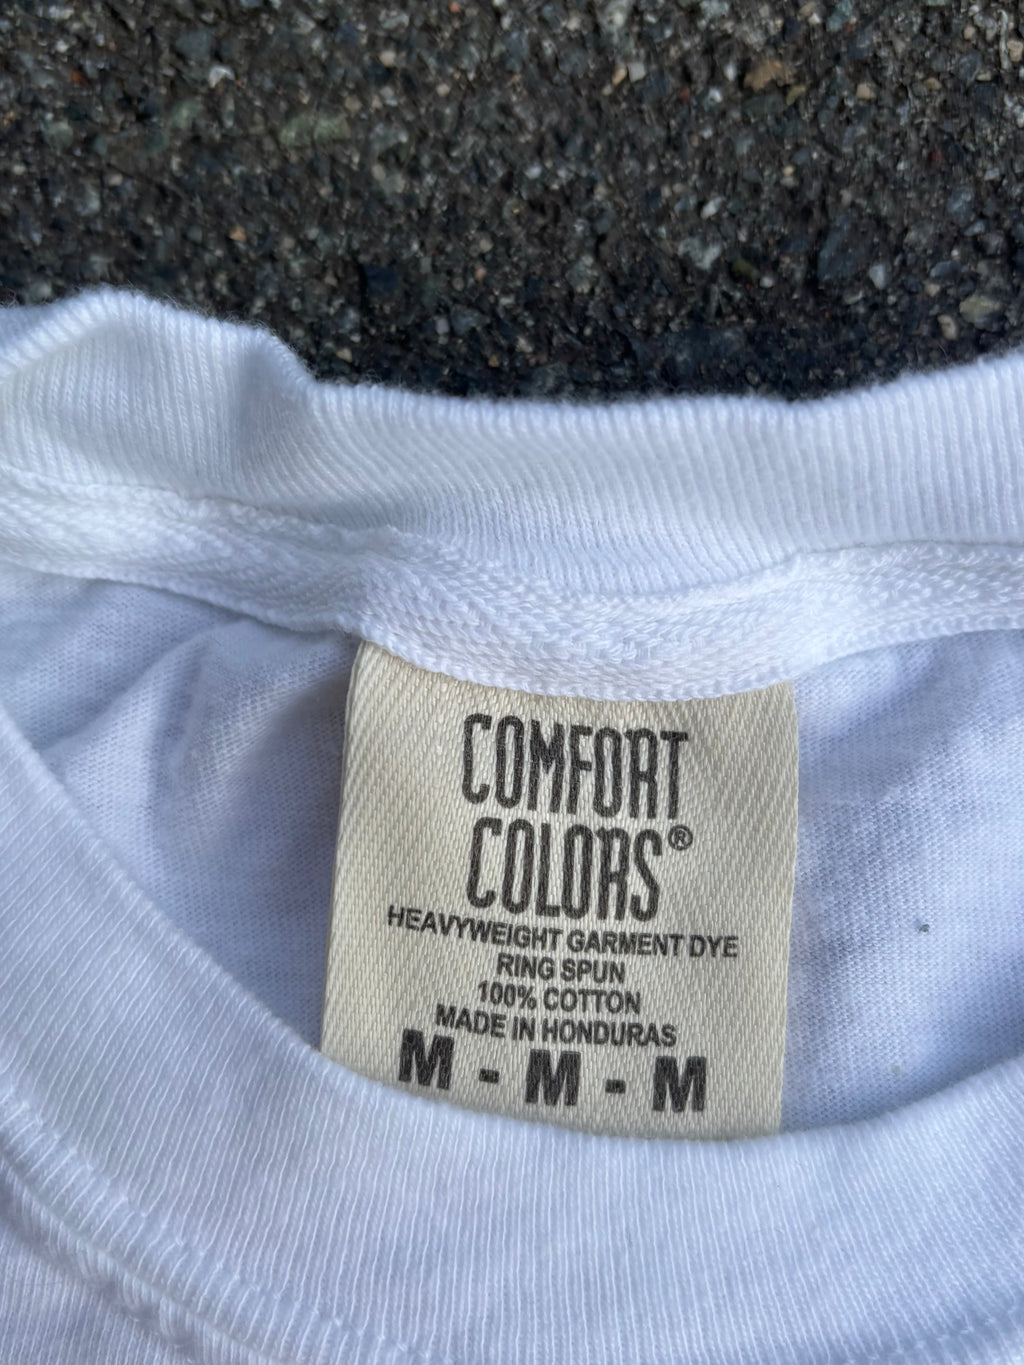 COMFORT
COLORS®
HEAVYWEIGHT GARMENT DYE
RING SPUN
100% COTTON
MADE IN HONDURAS
M - M - M